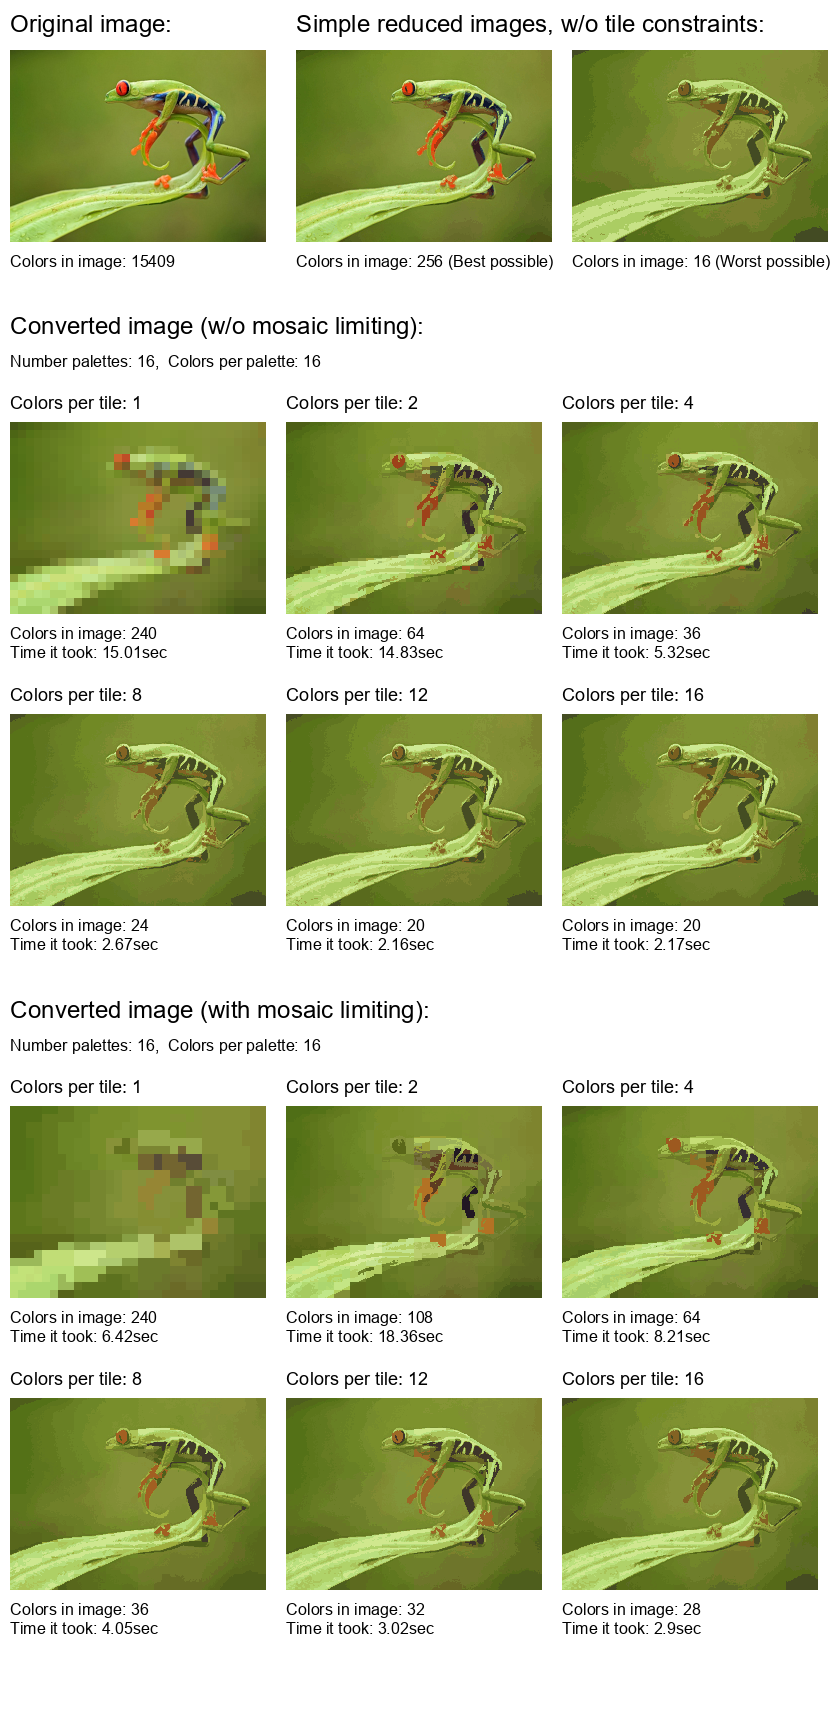 Original image:
Simple reduced images, w/o tile constraints:
Colors in image: 15409
Colors in image: 256 (Best possible)
Colors in image: 16 (Worst possible)
Converted image (w/o mosaic limiting):
Number palettes: 16,  Colors per palette: 16
Colors per tile: 1
Colors per tile: 2
Colors per tile: 4
Colors in image: 240
Time it took: 15.01sec
Colors in image: 64
Time it took: 14.83sec
Colors in image: 36
Time it took: 5.32sec
Colors per tile: 8
Colors per tile: 12
Colors per tile: 16
Colors in image: 24
Time it took: 2.67sec
Colors in image: 20
Time it took: 2.16sec
Colors in image: 20
Time it took: 2.17sec
Converted image (with mosaic limiting):
Number palettes: 16,  Colors per palette: 16
Colors per tile: 1
Colors per tile: 2
Colors per tile: 4
Colors in image: 240
Time it took: 6.42sec
Colors in image: 108
Time it took: 18.36sec
Colors in image: 64
Time it took: 8.21sec
Colors per tile: 8
Colors per tile: 12
Colors per tile: 16
Colors in image: 36
Time it took: 4.05sec
Colors in image: 32
Time it took: 3.02sec
Colors in image: 28
Time it took: 2.9sec